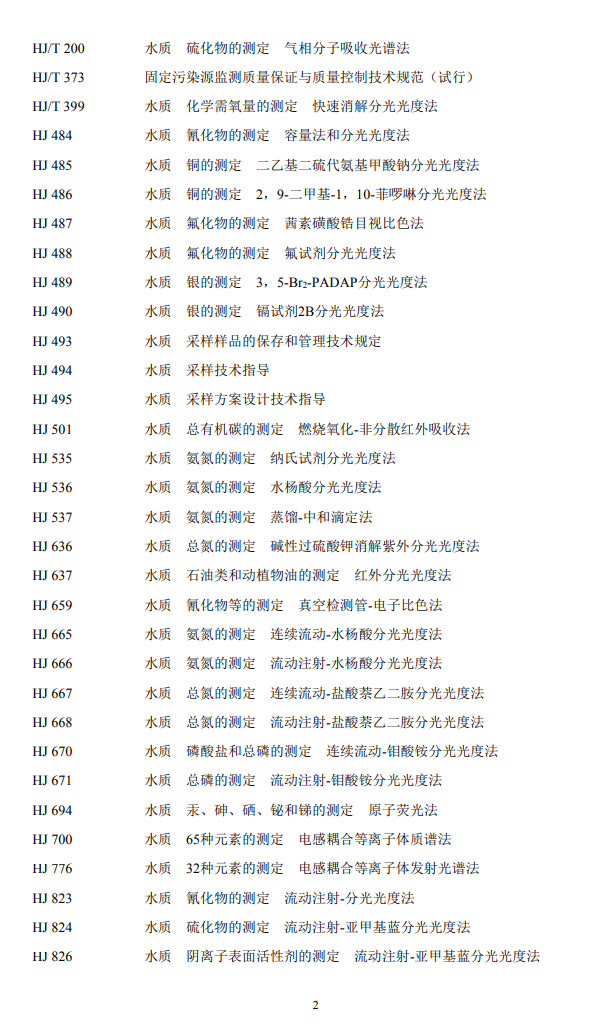 HJ/T 200 水质 硫化物的测定 气相分子吸收光谱法
HJ/T 373 固定污染源监测质量保证与质量控制技术规范（试行）
HJ/T 399 水质 化学需氧量的测定 快速消解分光光度法
HJ 484 水质 氰化物的测定 容量法和分光光度法
HJ 485 水质 铜的测定 二乙基二硫代氨基甲酸钠分光光度法
HJ 486 水质 铜的测定 2，9-二甲基-1，10-菲啰啉分光光度法
HJ 487 水质 氟化物的测定 茜素磺酸锆目视比色法
HJ 488 水质 氟化物的测定 氟试剂分光光度法
HJ 489 水质 银的测定 3，5-Br₂-PADAP分光光度法
HJ 490 水质 银的测定 镉试剂2B分光光度法
HJ 493 水质 采样样品的保存和管理技术规定
HJ 494 水质 采样技术指导
HJ 495 水质 采样方案设计技术指导
HJ 501 水质 总有机碳的测定 燃烧氧化-非分散红外吸收法
HJ 535 水质 氨氮的测定 纳氏试剂分光光度法
HJ 536 水质 氨氮的测定 水杨酸分光光度法
HJ 537 水质 氨氮的测定 蒸馏-中和滴定法
HJ 636 水质 总氮的测定 碱性过硫酸钾消解紫外分光光度法
HJ 637 水质 石油类和动植物油的测定 红外分光光度法
HJ 659 水质 氰化物等的测定 真空检测管-电子比色法
HJ 665 水质 氨氮的测定 连续流动-水杨酸分光光度法
HJ 666 水质 氨氮的测定 流动注射-水杨酸分光光度法
HJ 667 水质 总氮的测定 连续流动-盐酸萘乙二胺分光光度法
HJ 668 水质 总氮的测定 流动注射-盐酸萘乙二胺分光光度法
HJ 670 水质 磷酸盐和总磷的测定 连续流动-钼酸铵分光光度法
HJ 671 水质 总磷的测定 流动注射-钼酸铵分光光度法
HJ 694 水质 汞、砷、硒、铋和锑的测定 原子荧光法
HJ 700 水质 65种元素的测定 电感耦合等离子体质谱法
HJ 776 水质 32种元素的测定 电感耦合等离子体发射光谱法
HJ 823 水质 氰化物的测定 流动注射-分光光度法
HJ 824 水质 硫化物的测定 流动注射-亚甲基蓝分光光度法
HJ 826 水质 阴离子表面活性剂的测定 流动注射-亚甲基蓝分光光度法
2